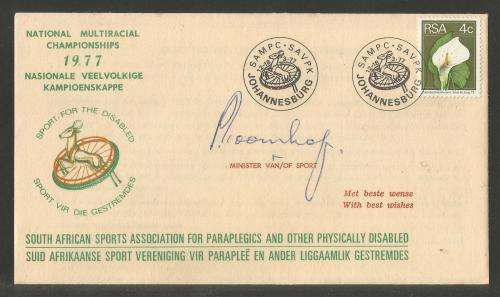 NATIONAL MULTIRACIAL
CHAMPIONSHIPS
1977
NASIONALE VEELVOLKIGE
KAMPIOENSKAPPE
SPORT FOR THE DISABLED
SPORT VIR DIE GESTREMDES
SAMPC · SAVPK
JOHANNESBURG
SAMPC · SAVPK
JOHANNESBURG
RSA 4c
MINISTER VAN/OF SPORT
Met beste wense
With best wishes
SOUTH AFRICAN SPORTS ASSOCIATION FOR PARAPLEGICS AND OTHER PHYSICALLY DISABLED
SUID AFRIKAANSE SPORT VERENIGING VIR PARAPLEË EN ANDER LIGGAAMLIK GESTREMDES